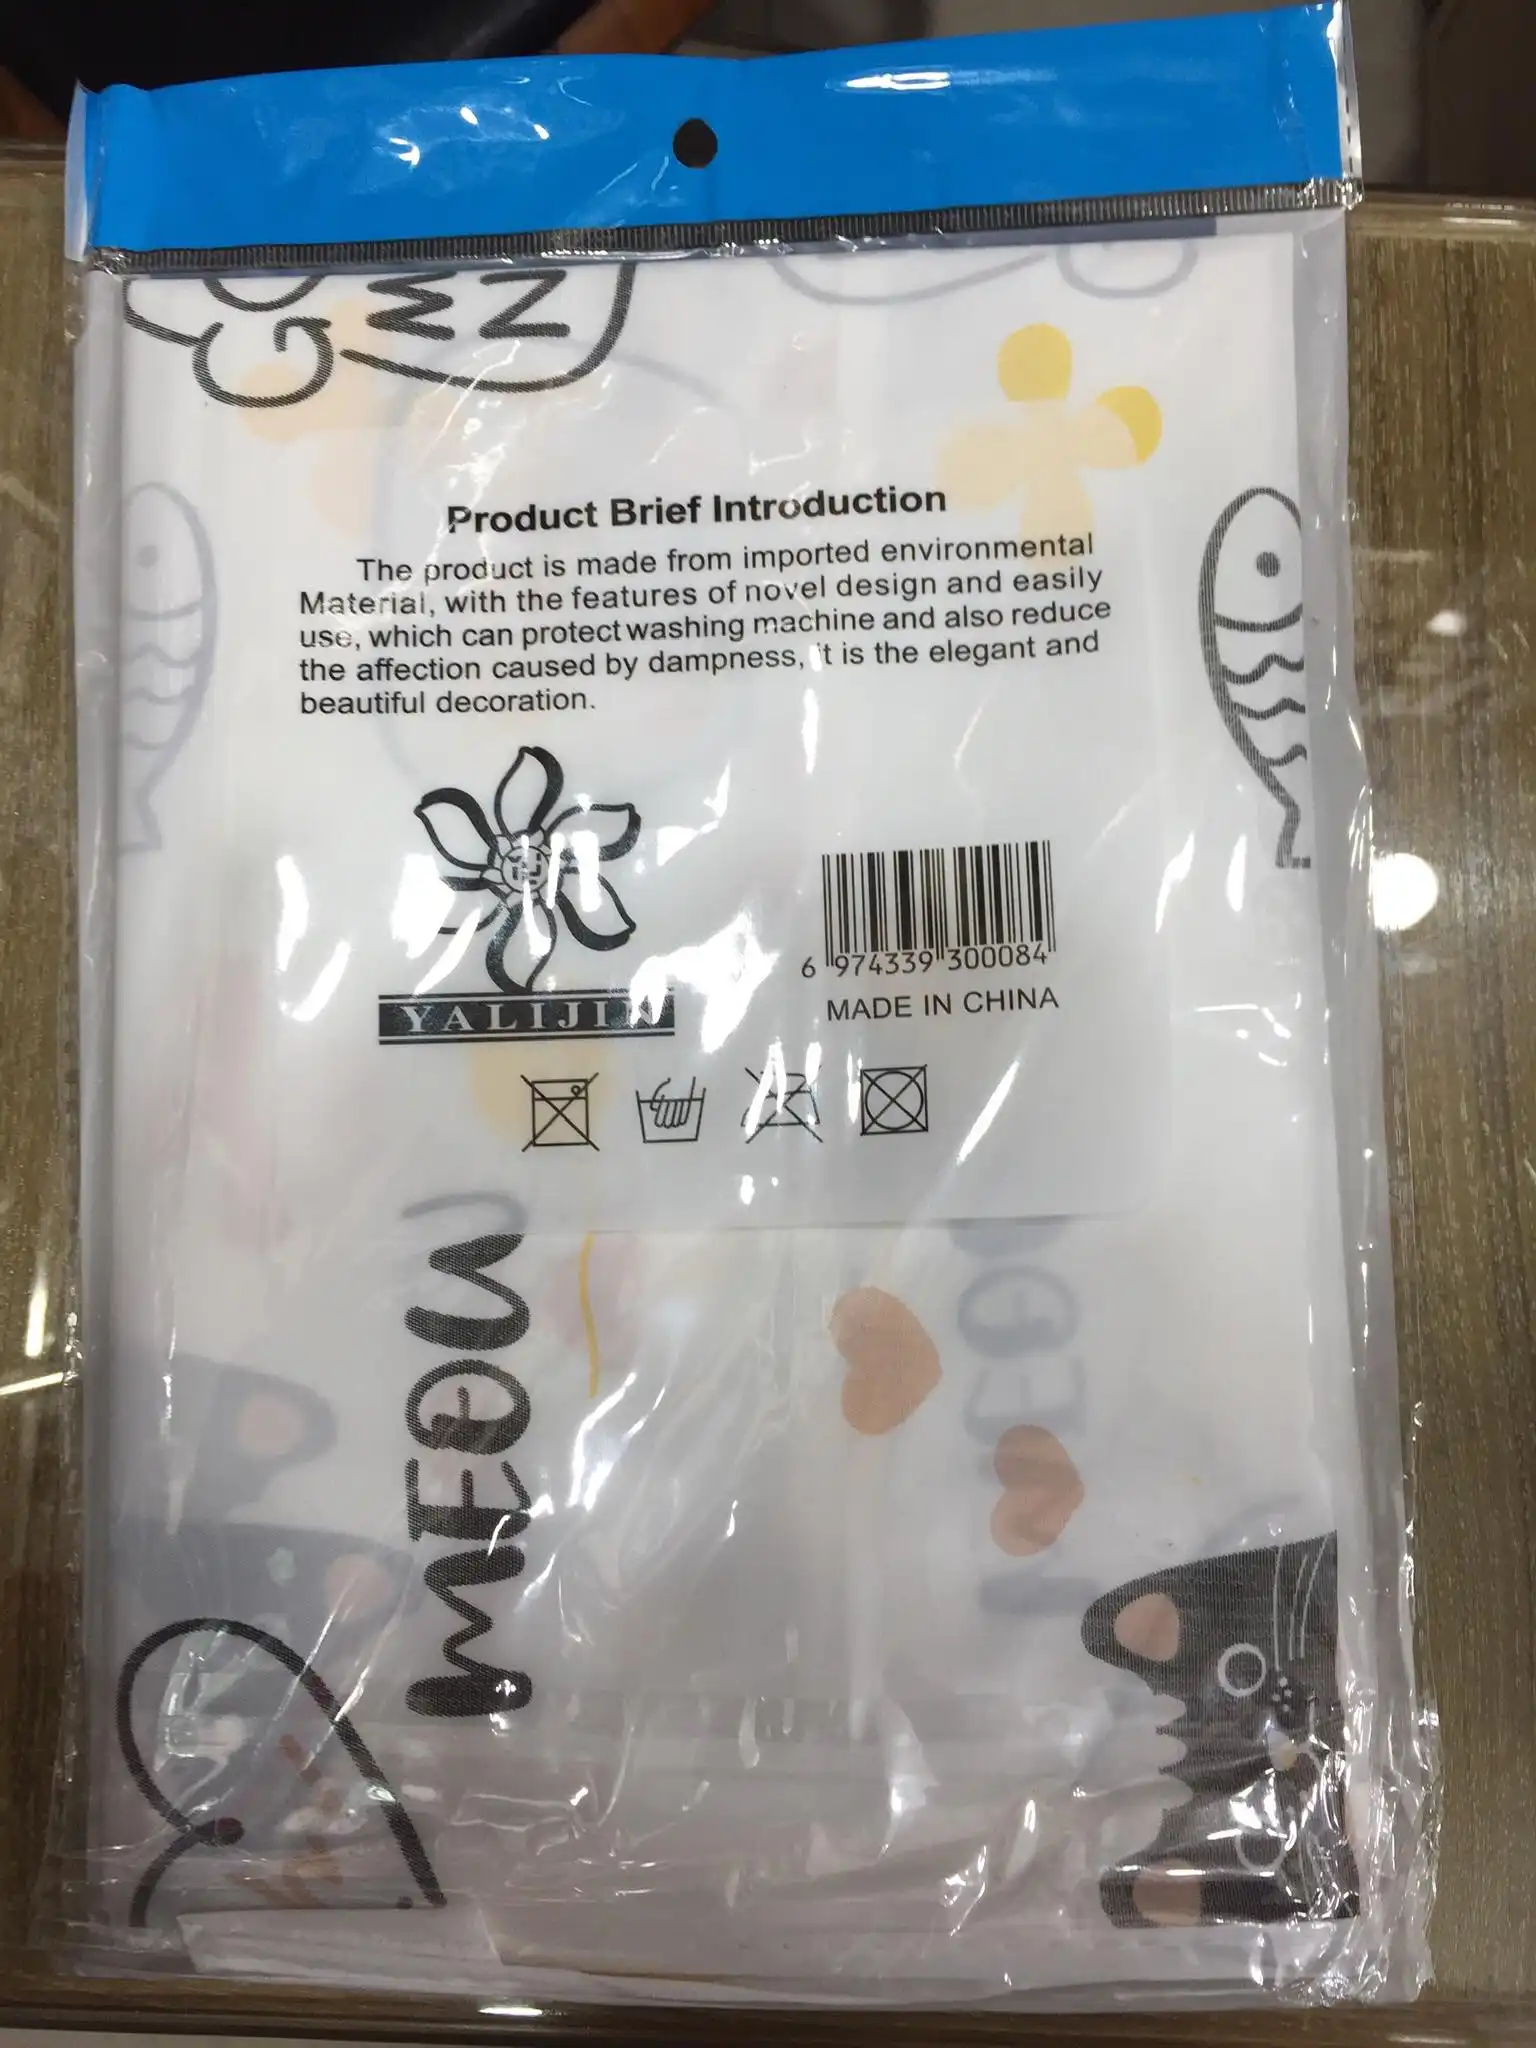 Product Brief Introduction
The product is made from imported environmental
Material, with the features of novel design and easily
use, which can protect washing machine and also reduce
the affection caused by dampness, it is the elegant and
beautiful decoration.
YALIJIN
6 974339 300084
MADE IN CHINA
MEOW